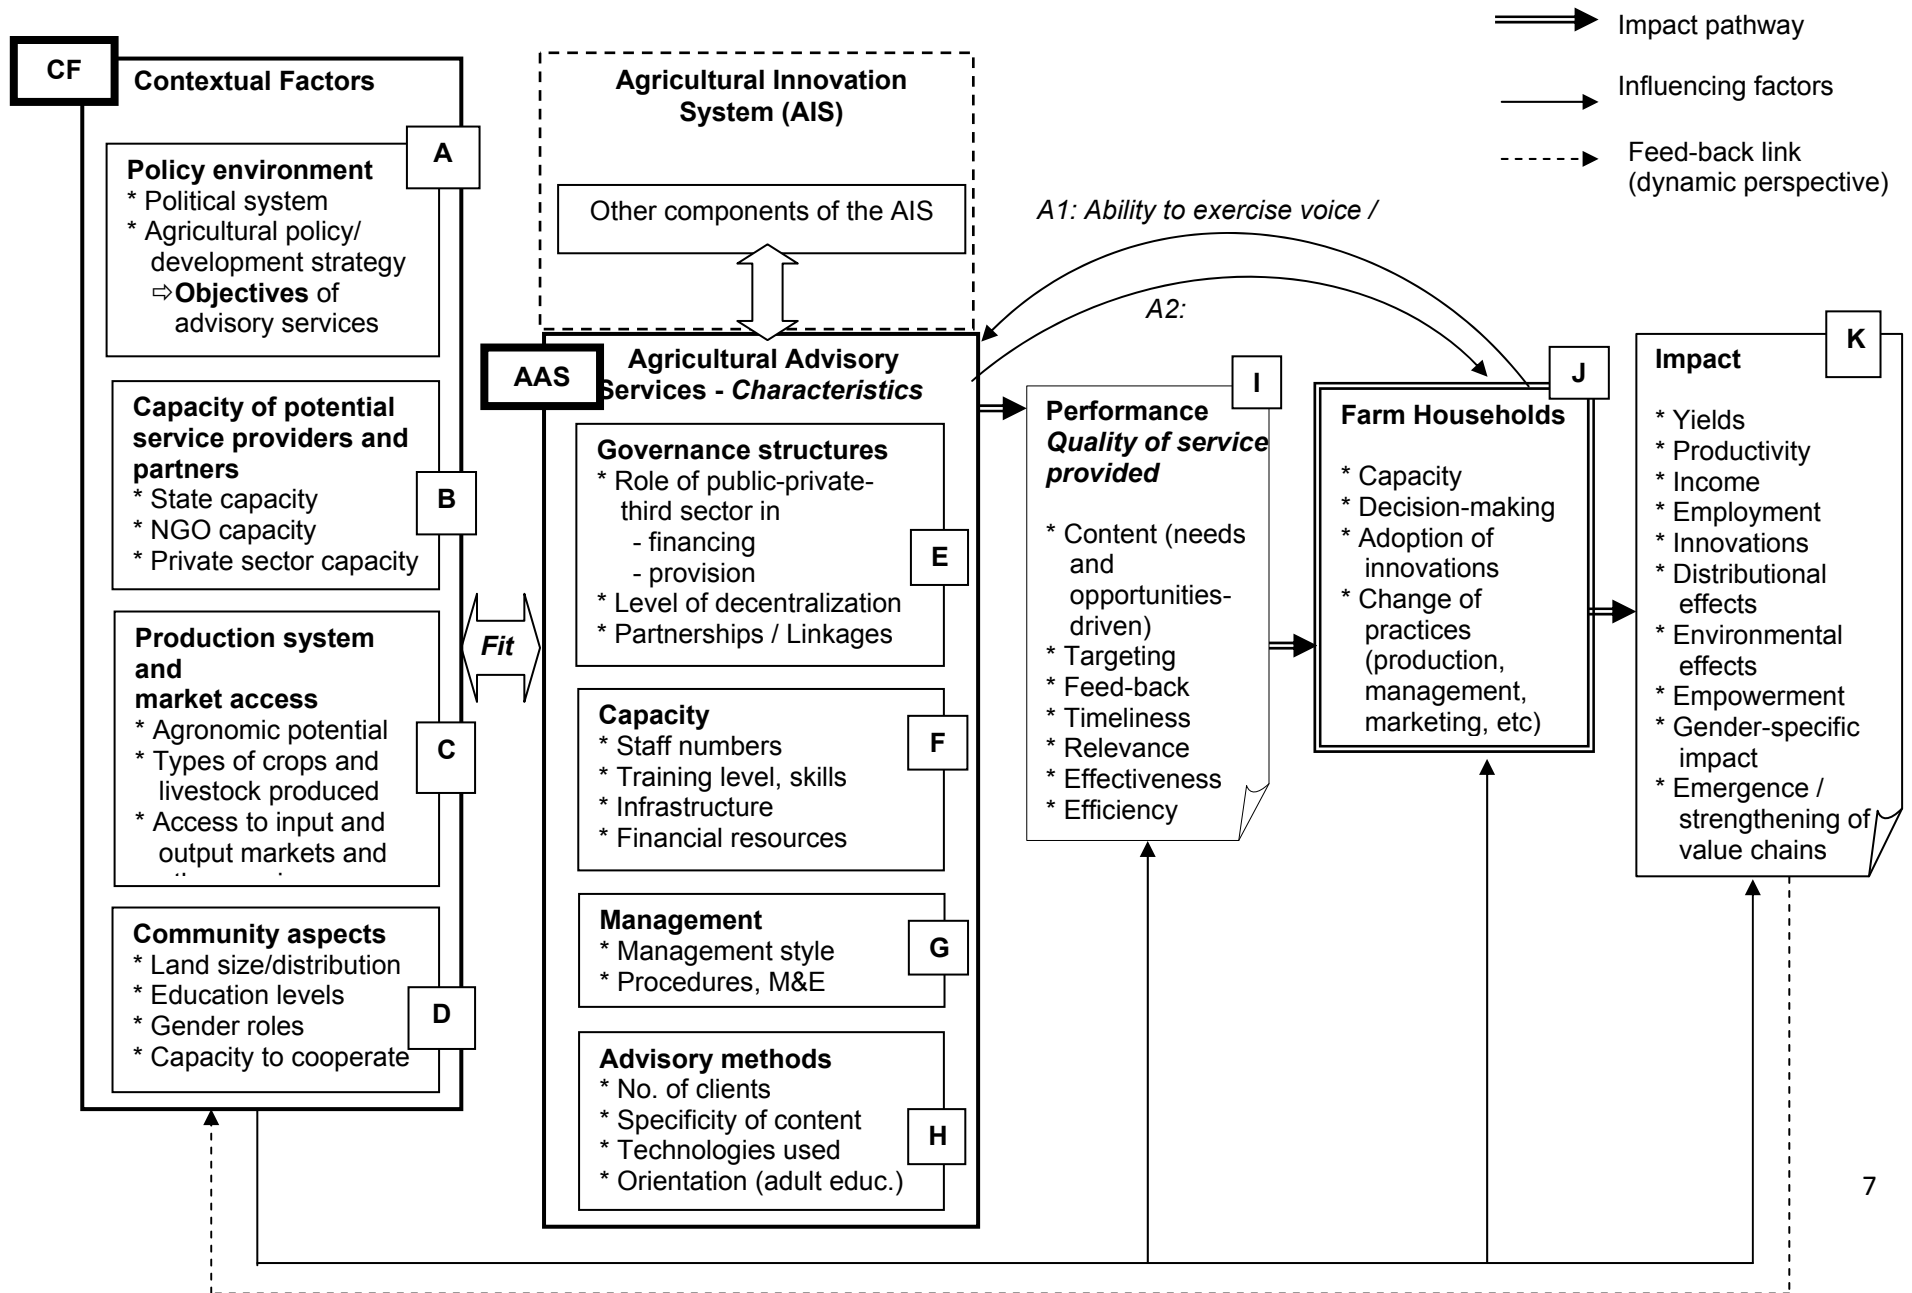 CF
Contextual Factors
A
Policy environment
* Political system
* Agricultural policy/
development strategy
⇨Objectives of
advisory services
Capacity of potential
service providers and
partners
* State capacity
* NGO capacity
* Private sector capacity
B
Production system
and
market access
* Agronomic potential
* Types of crops and
livestock produced
* Access to input and
output markets and
C
Community aspects
* Land size/distribution
* Education levels
* Gender roles
* Capacity to cooperate
D
Fit
Agricultural Innovation
System (AIS)
Other components of the AIS
AAS
Agricultural Advisory
Services - Characteristics
Governance structures
* Role of public-private-
third sector in
- financing
- provision
* Level of decentralization
* Partnerships / Linkages
E
Capacity
* Staff numbers
* Training level, skills
* Infrastructure
* Financial resources
F
Management
* Management style
* Procedures, M&E
G
Advisory methods
* No. of clients
* Specificity of content
* Technologies used
* Orientation (adult educ.)
H
A1: Ability to exercise voice /
A2:
I
Performance
Quality of service
provided
* Content (needs
and
opportunities-
driven)
* Targeting
* Feed-back
* Timeliness
* Relevance
* Effectiveness
* Efficiency
J
Farm Households
* Capacity
* Decision-making
* Adoption of
innovations
* Change of
practices
(production,
management,
marketing, etc)
K
Impact
* Yields
* Productivity
* Income
* Employment
* Innovations
* Distributional
effects
* Environmental
effects
* Empowerment
* Gender-specific
impact
* Emergence /
strengthening of
value chains
Impact pathway
Influencing factors
Feed-back link
(dynamic perspective)
7